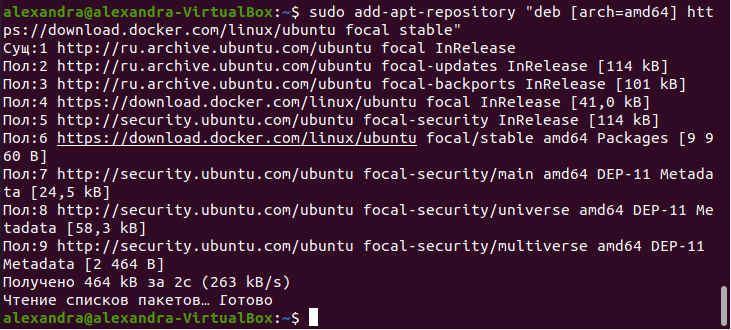 alexandra@alexandra-VirtualBox:~$ sudo add-apt-repository "deb [arch=amd64] htt
ps://download.docker.com/linux/ubuntu focal stable"
Сущ:1 http://ru.archive.ubuntu.com/ubuntu focal InRelease
Пол:2 http://ru.archive.ubuntu.com/ubuntu focal-updates InRelease [114 kB]
Пол:3 http://ru.archive.ubuntu.com/ubuntu focal-backports InRelease [101 kB]
Пол:4 https://download.docker.com/linux/ubuntu focal InRelease [41,0 kB]
Пол:5 http://security.ubuntu.com/ubuntu focal-security InRelease [114 kB]
Пол:6 https://download.docker.com/linux/ubuntu focal/stable amd64 Packages [9 9
60 B]
Пол:7 http://security.ubuntu.com/ubuntu focal-security/main amd64 DEP-11 Metada
ta [24,5 kB]
Пол:8 http://security.ubuntu.com/ubuntu focal-security/universe amd64 DEP-11 Me
tadata [58,3 kB]
Пол:9 http://security.ubuntu.com/ubuntu focal-security/multiverse amd64 DEP-11
Metadata [2 464 B]
Получено 464 kB за 2с (263 kB/s)
Чтение списков пакетов… Готово
alexandra@alexandra-VirtualBox:~$